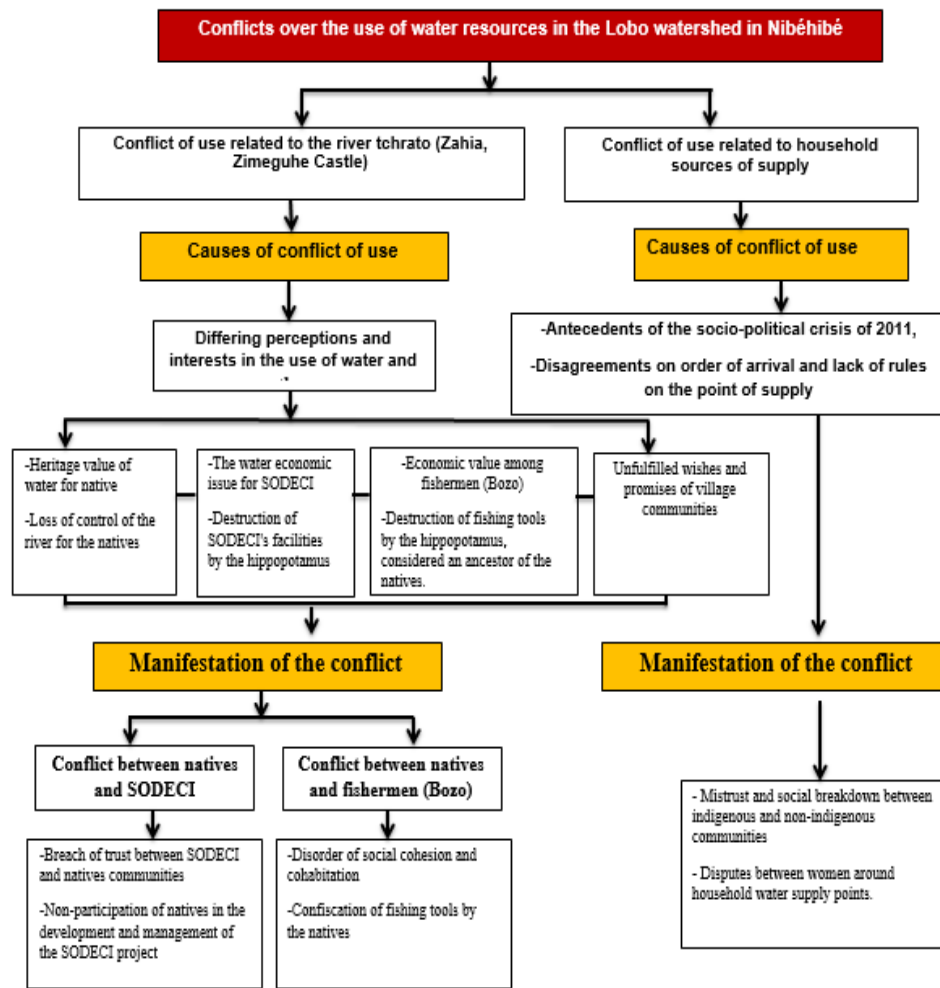 Conflicts over the use of water resources in the Lobo watershed in Nibéhibé
Conflict of use related to the river tchrato (Zahia,
Zimeguhe Castle)
Conflict of use related to household
sources of supply
Causes of conflict of use
Causes of conflict of use
Differing perceptions and
interests in the use of water and
-Antecedents of the socio-political crisis of 2011,
-Disagreements on order of arrival and lack of rules
on the point of supply
-Heritage value of
water for native
-Loss of control of the
river for the natives
-The water economic
issue for SODECI
-Destruction of
SODECI's facilities
by the hippopotamus
-Economic value among
fishermen (Bozo)
-Destruction of fishing tools
by the hippopotamus,
considered an ancestor of the
natives.
Unfulfilled wishes and
promises of village
communities
Manifestation of the conflict
Manifestation of the conflict
Conflict between natives
and SODECI
Conflict between natives
and fishermen (Bozo)
-Breach of trust between SODECI
and natives communities
-Non-participation of natives in the
development and management of
the SODECI project
-Disorder of social cohesion and
cohabitation
-Confiscation of fishing tools by
the natives
- Mistrust and social breakdown between
indigenous and non-indigenous
communities
- Disputes between women around
household water supply points.